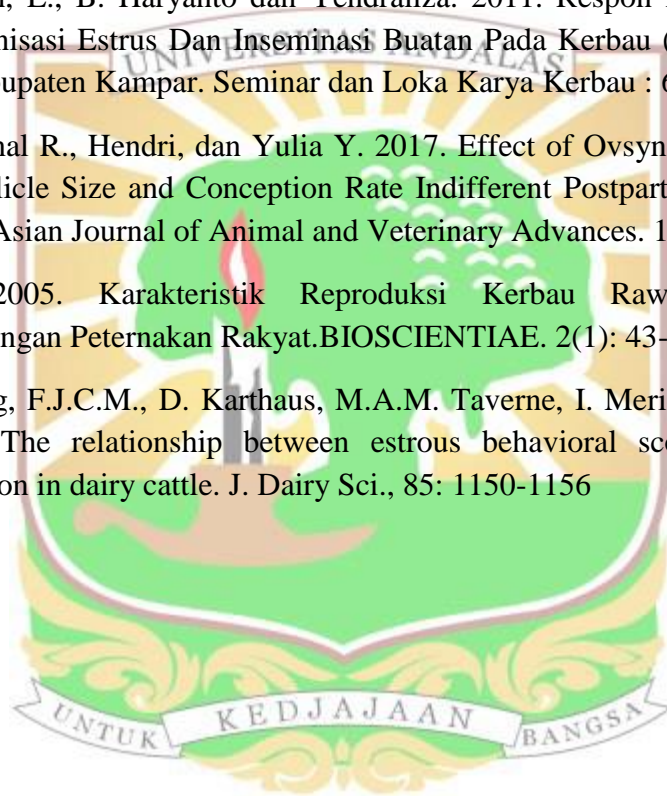 E., B. Haryanto dan Yendraliza. 2011. Respon
nisasi Estrus Dan Inseminasi Buatan Pada Kerbau (
UNIVERSITAS ANDALAS
upaten Kampar. Seminar dan Loka Karya Kerbau : 6
nal R., Hendri, dan Yulia Y. 2017. Effect of Ovsyn
licle Size and Conception Rate Indifferent Postpart
Asian Journal of Animal and Veterinary Advances. 1
2005. Karakteristik Reproduksi Kerbau Raw
ngan Peternakan Rakyat.BIOSCIENTIAE. 2(1): 43-
g, F.J.C.M., D. Karthaus, M.A.M. Taverne, I. Meri
The relationship between estrous behavioral sc
on in dairy cattle. J. Dairy Sci., 85: 1150-1156
UNTUK KEDJAJAAN BANGSA